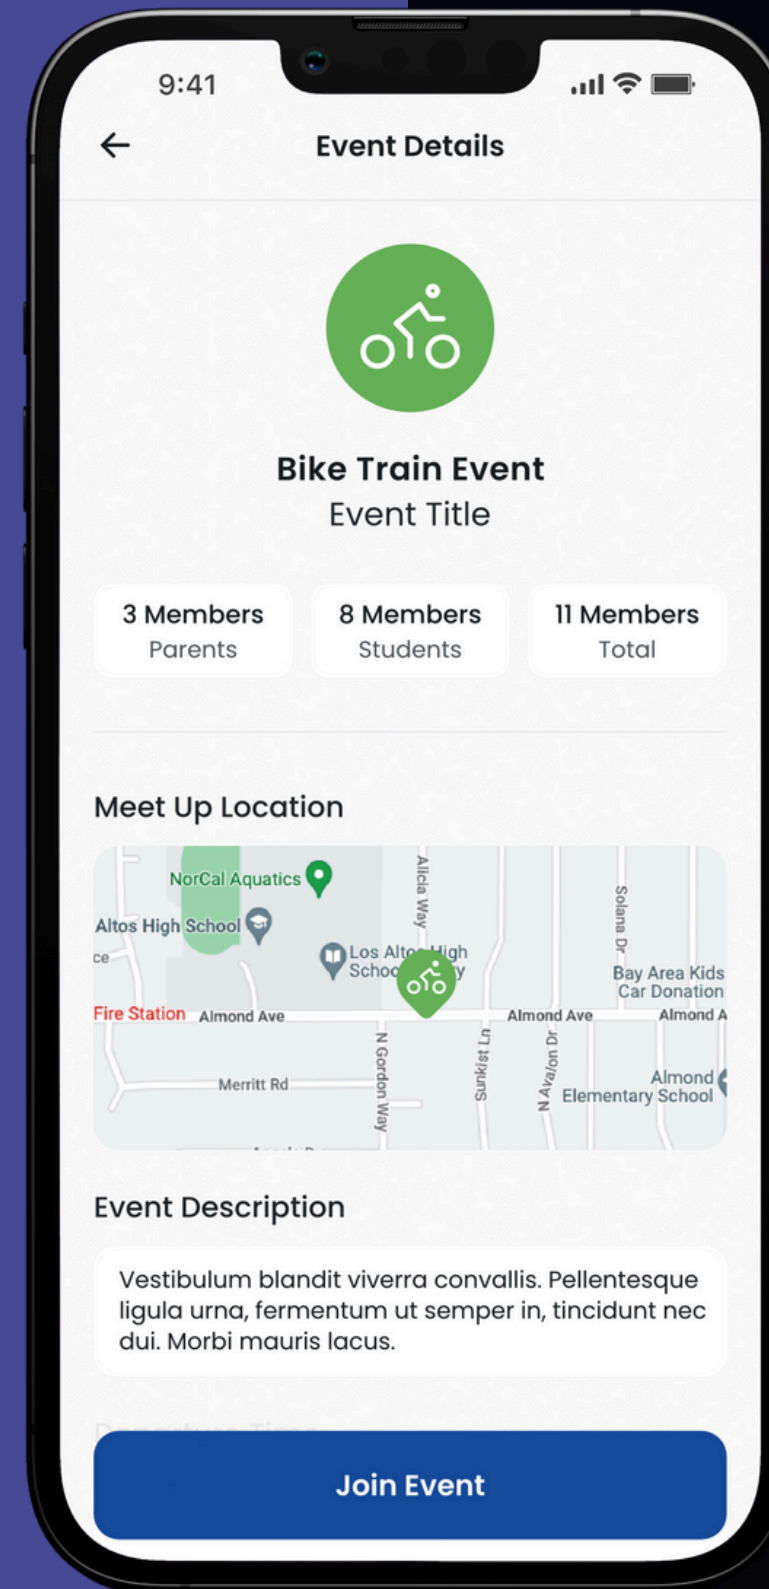 9:41
Event Details
Bike Train Event
Event Title
3 Members
Parents
8 Members
Students
11 Members
Total
Meet Up Location
NorCal Aquatics
Altos High School
ce
Los Altos High
School
Alicia Way
Solana Dr
Bay Area Kids
Car Donation
Fire Station
Almond Ave
Almond Ave
Almond A
N Gordon Way
Sunkist Ln
N Avalon Dr
Merritt Rd
Almond
Elementary School
Event Description
Vestibulum blandit viverra convallis. Pellentesque
ligula urna, fermentum ut semper in, tincidunt nec
dui. Morbi mauris lacus.
Departure Time
Join Event